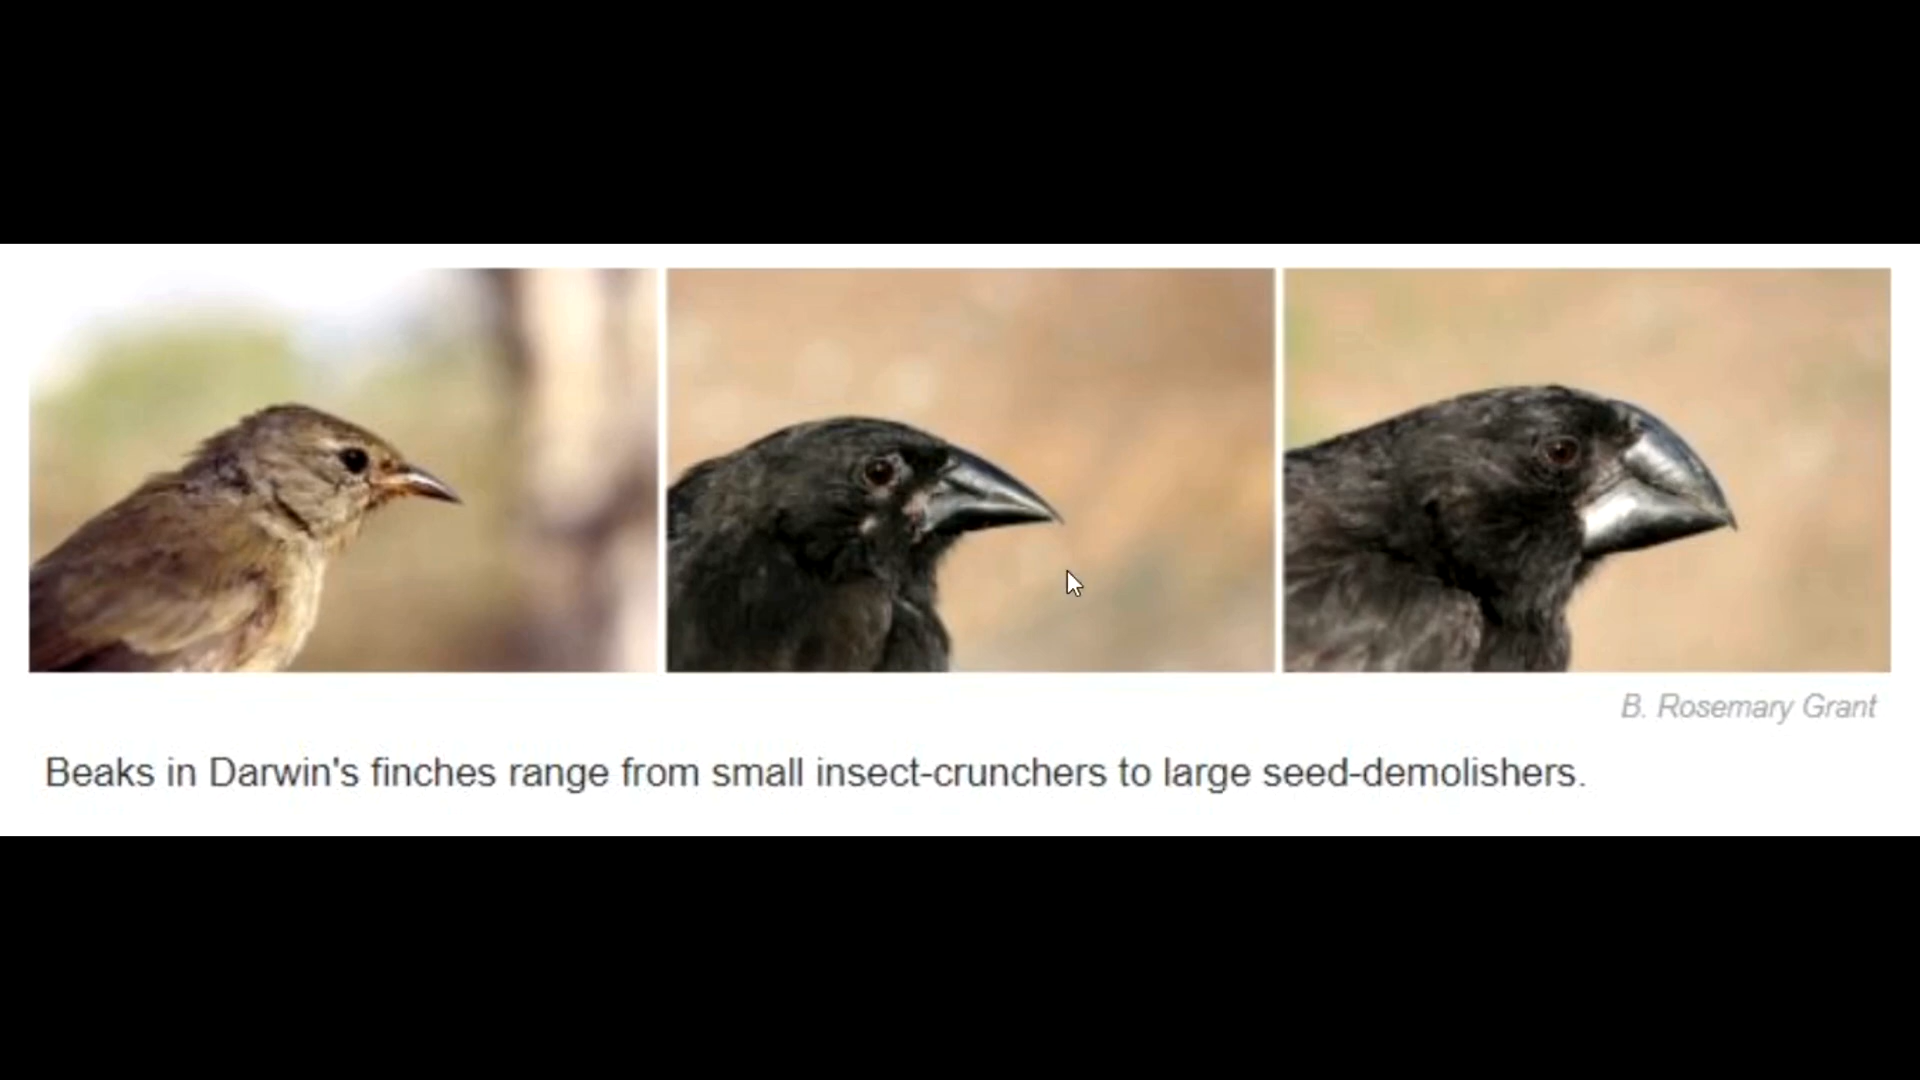 B. Rosemary Grant
Beaks in Darwin's finches range from small insect-crunchers to large seed-demolishers.